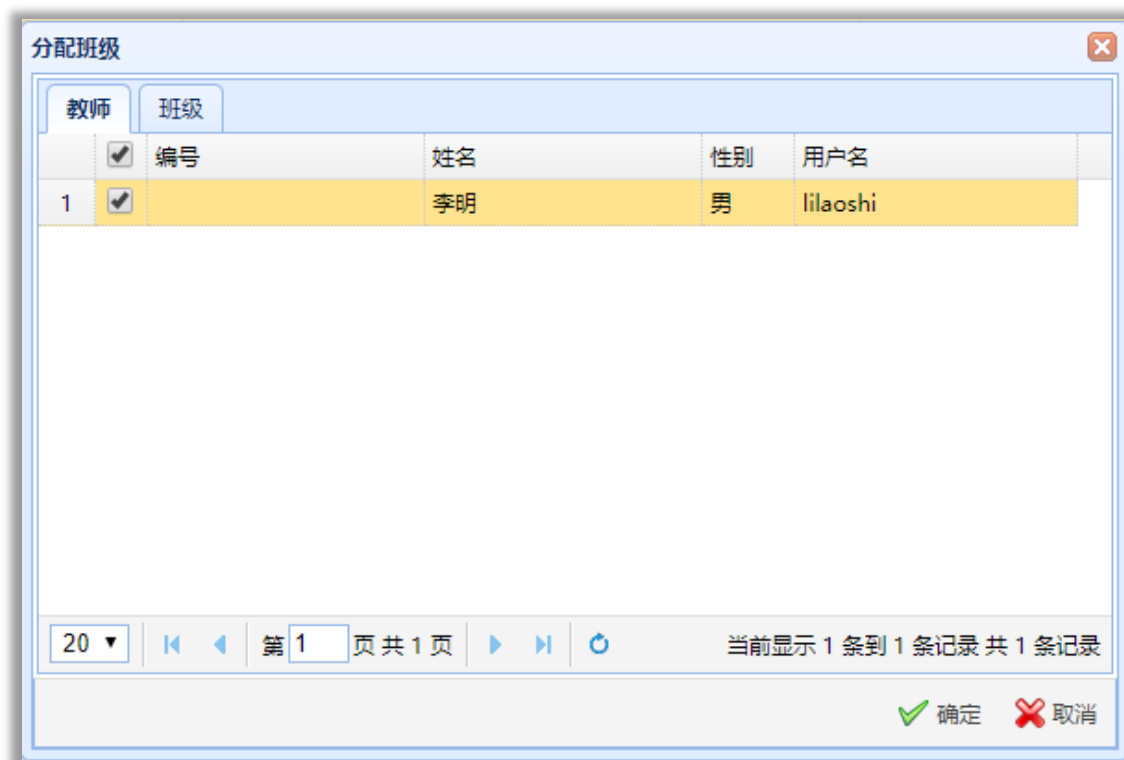 分配班级
教师 班级
编号 姓名 性别 用户名
1 李明 男 lilaoshi
20 第 1 页 共 1 页 当前显示 1 条到 1 条记录 共 1 条记录
确定 取消